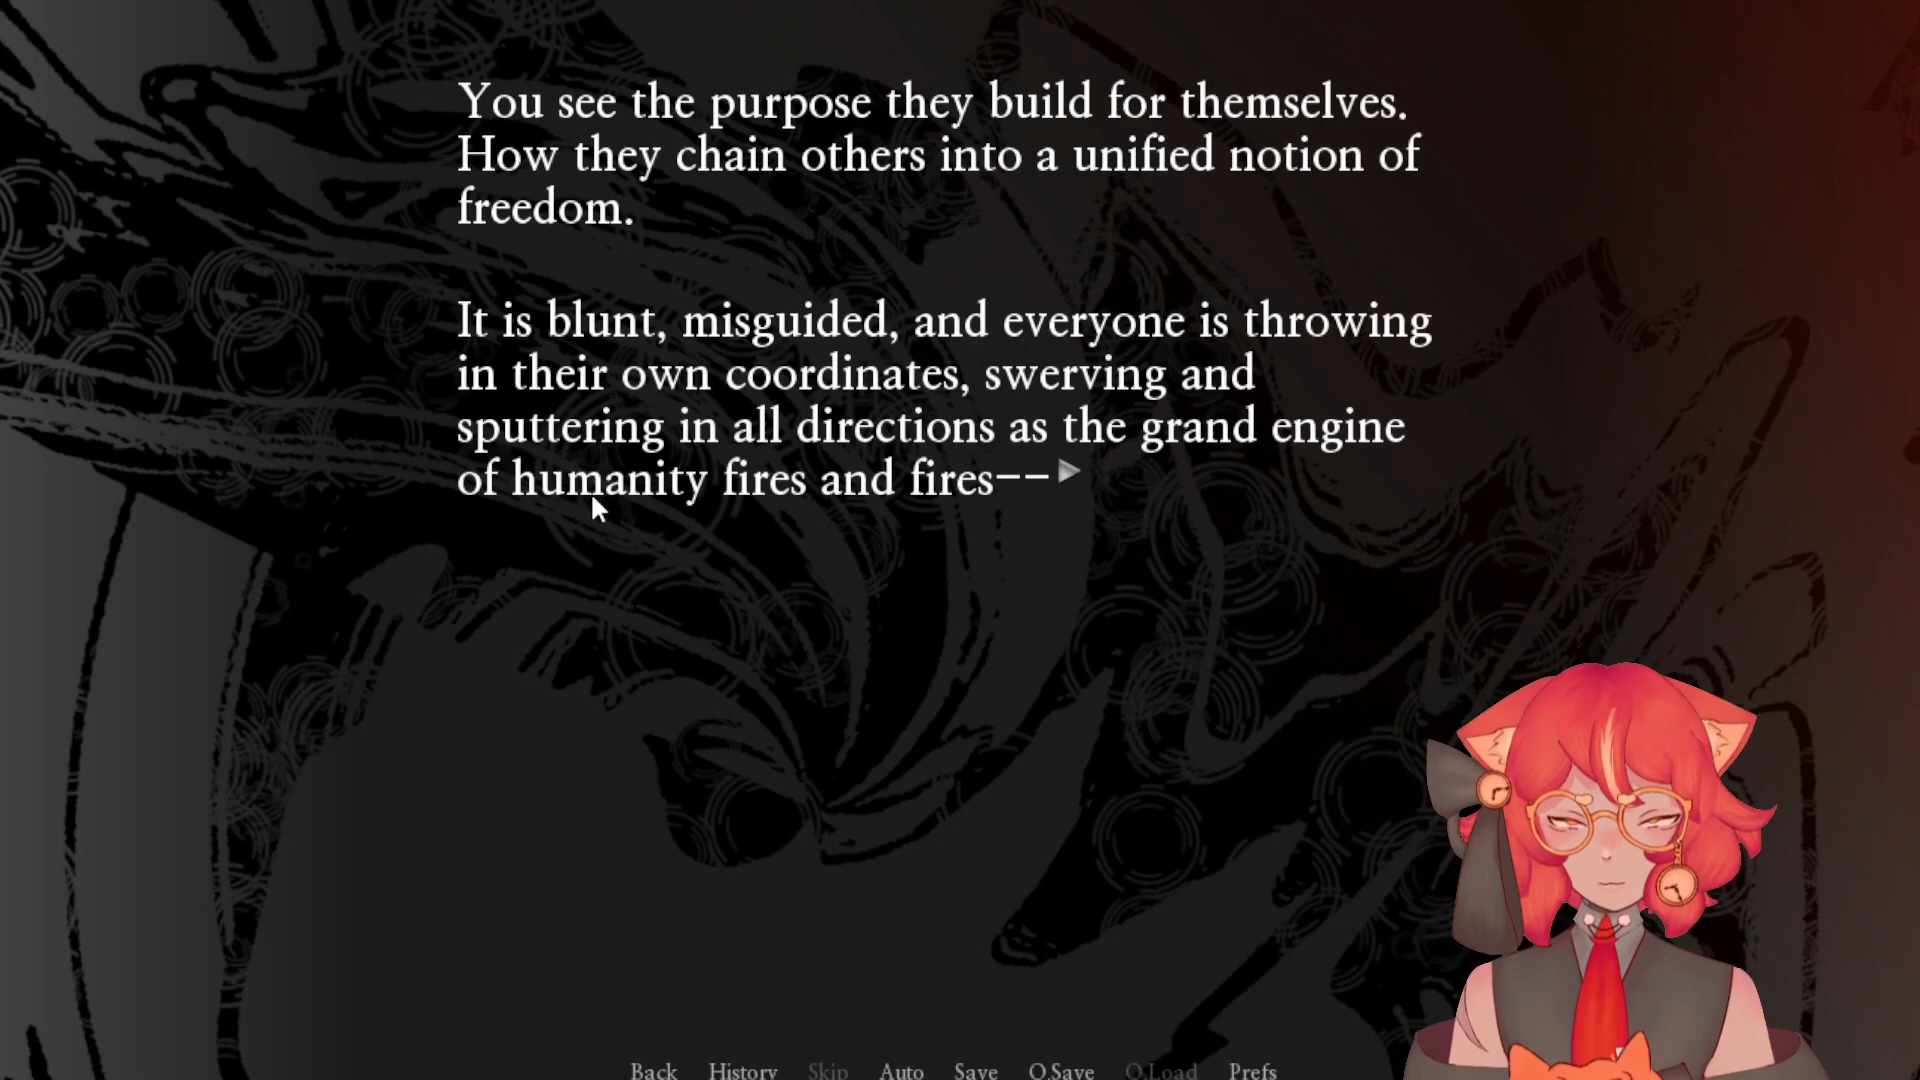 You see the purpose they build for themselves.
How they chain others into a unified notion of
freedom.
It is blunt, misguided, and everyone is throwing
in their own coordinates, swerving and
sputtering in all directions as the grand engine
of humanity fires and fires––
Back History Skip Auto Save Q.Save Q.Load Prefs